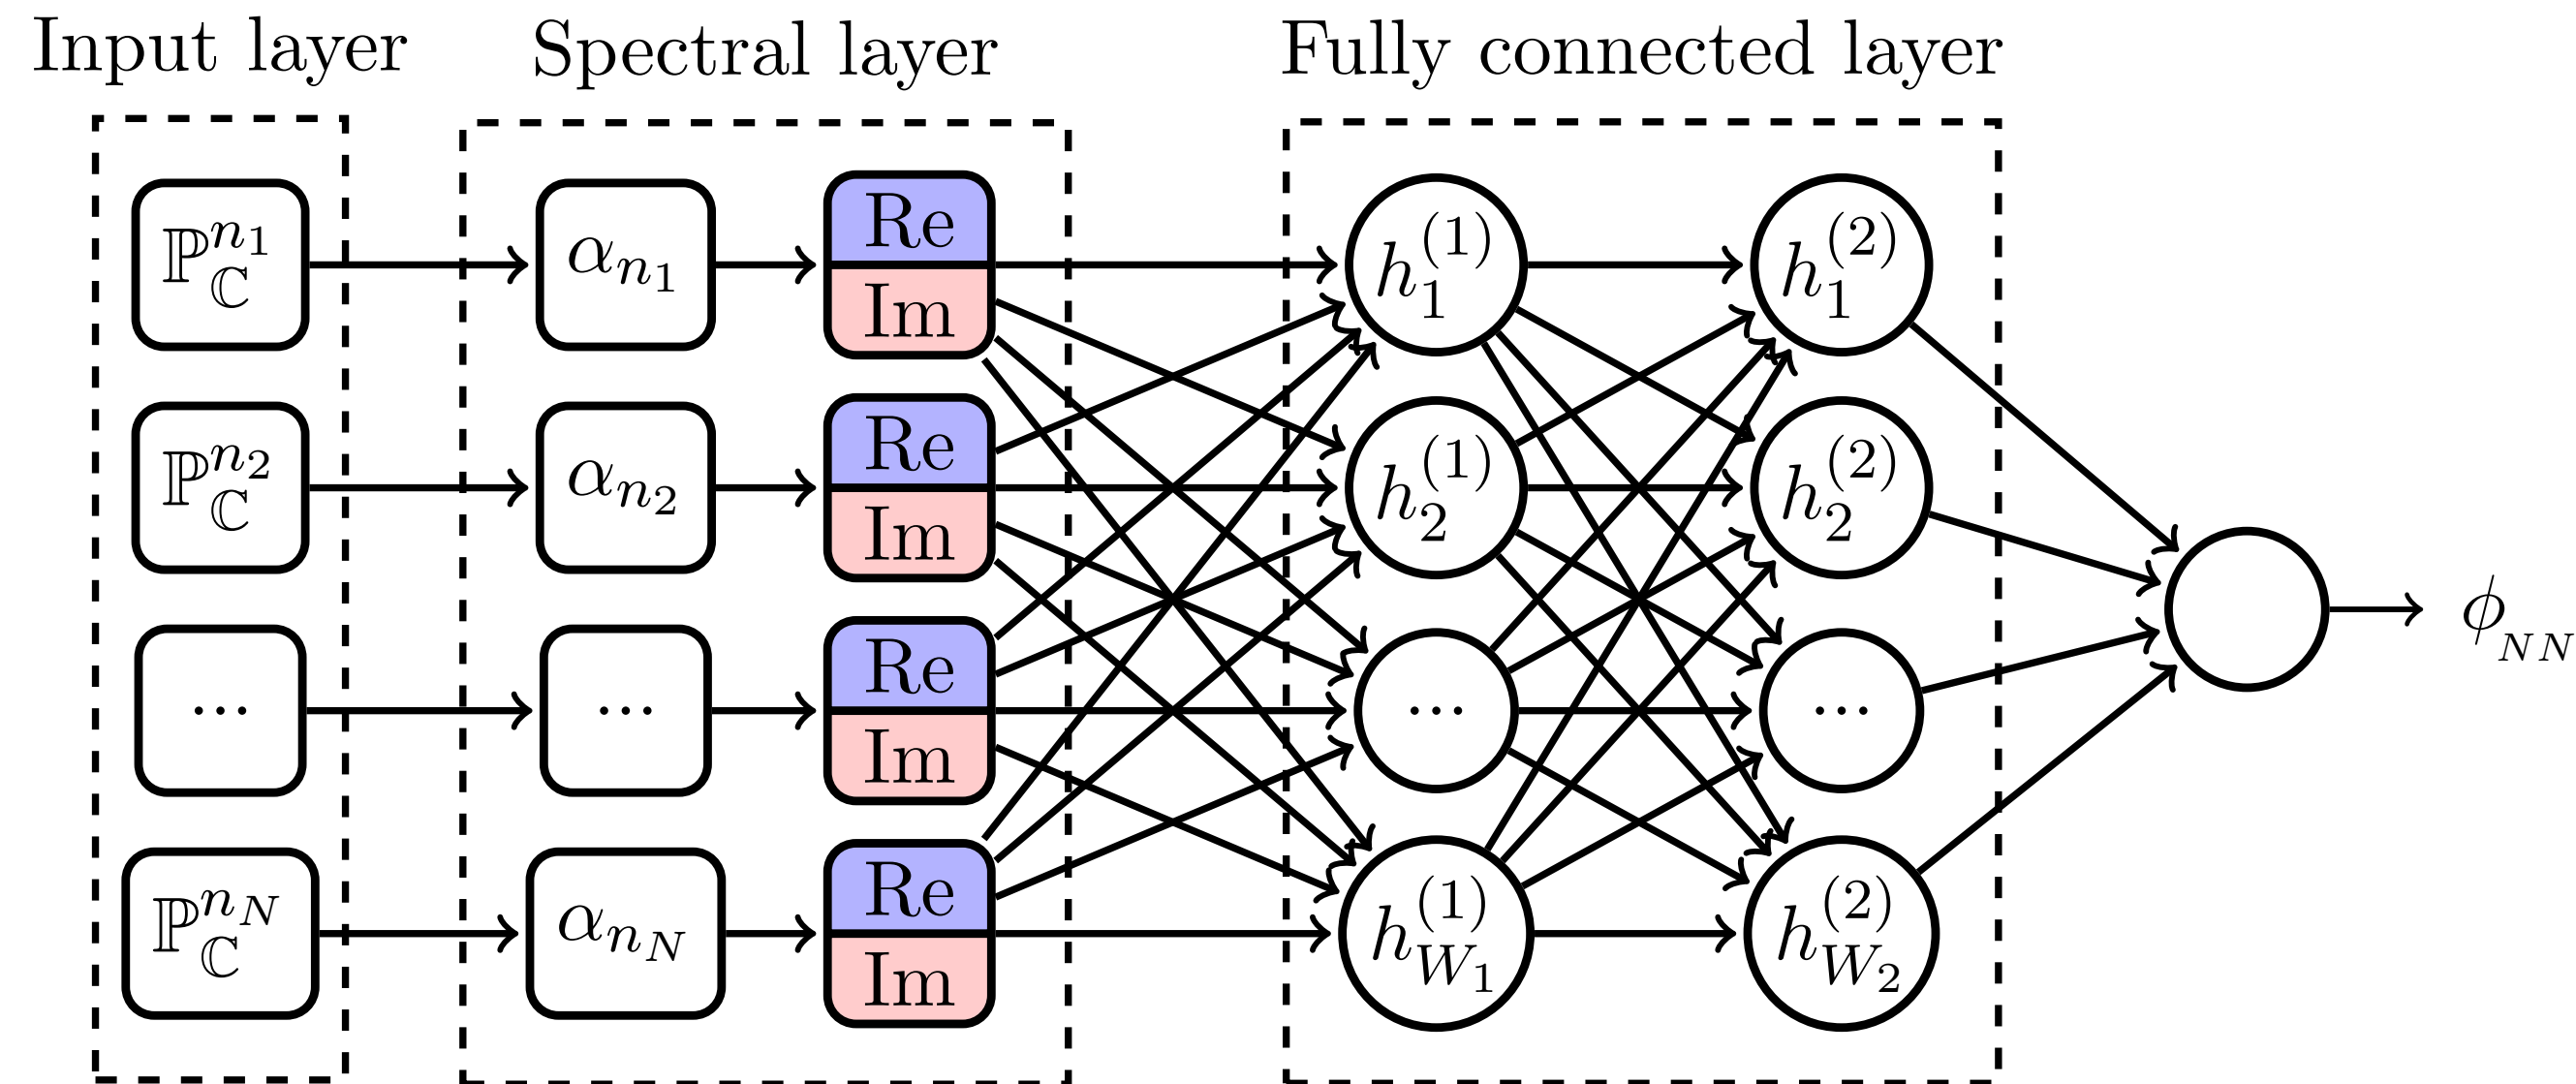 Input layer Spectral layer Fully connected layer
ℙ_ℂ^{n_1} α_{n_1} Re Im h_1^{(1)} h_1^{(2)}
ℙ_ℂ^{n_2} α_{n_2} Re Im h_2^{(1)} h_2^{(2)}
ϕ_{NN}
... ... Re Im ... ...
ℙ_ℂ^{n_N} α_{n_N} Re Im h_{W_1}^{(1)} h_{W_2}^{(2)}